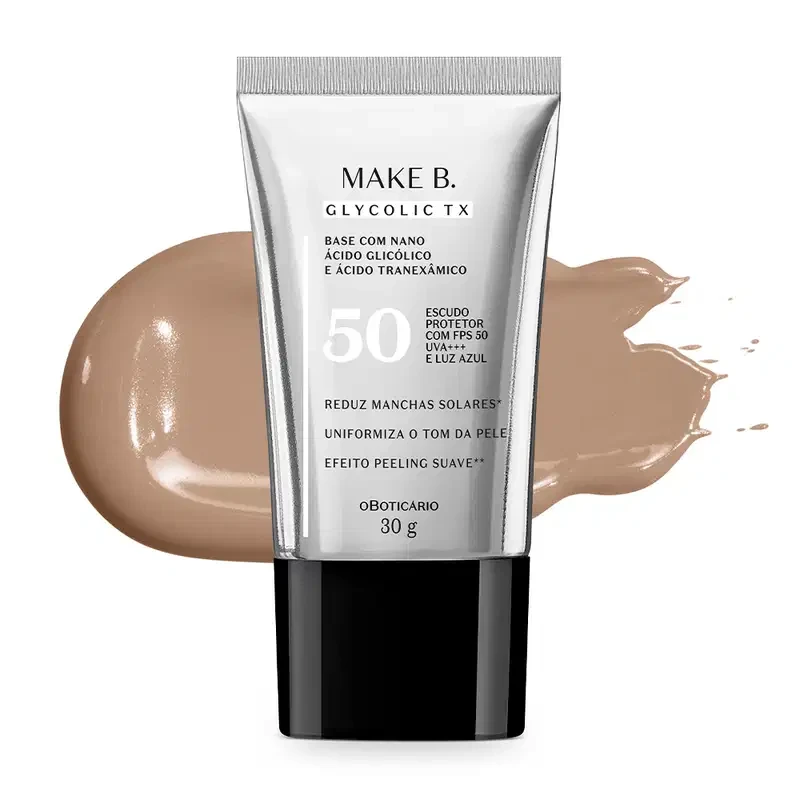 MAKE B.
GLYCOLIC TX
BASE COM NANO
ÁCIDO GLICÓLICO
E ÁCIDO TRANEXÂMICO
50
ESCUDO
PROTETOR
COM FPS 50
UVA+++
E LUZ AZUL
REDUZ MANCHAS SOLARES*
UNIFORMIZA O TOM DA PELE
EFEITO PEELING SUAVE**
oBOTICÁRIO
30 g